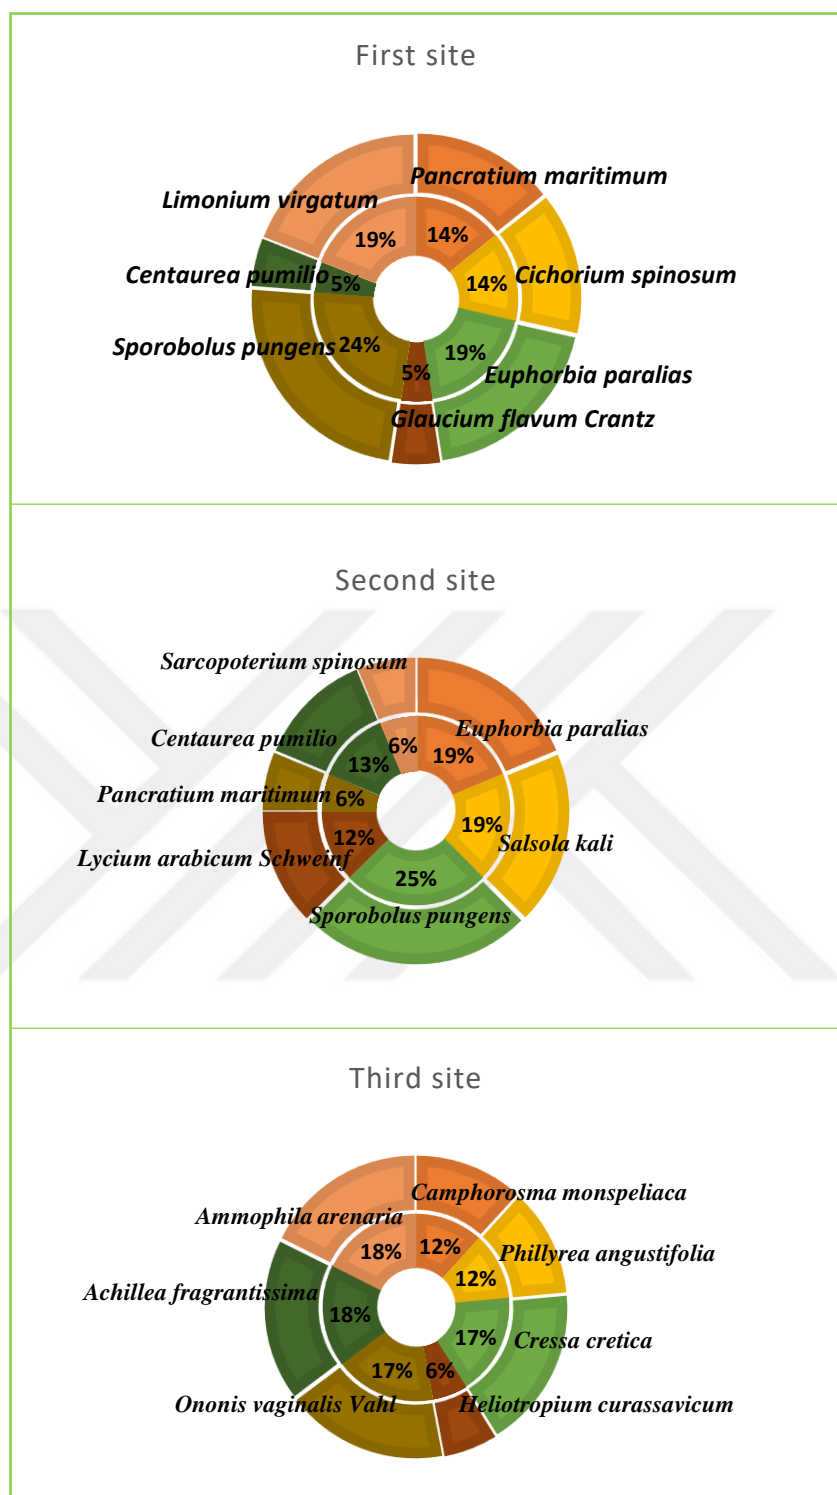 First site
Pancratium maritimum
Limonium virgatum
14%
19%
Cichorium spinosum
Centaurea pumilio
5%
14%
Sporobolus pungens
24%
19%
Euphorbia paralias
5%
Glaucium flavum Crantz
Second site
Sarcopoterium spinosum
Euphorbia paralias
Centaurea pumilio
6%
19%
13%
Pancratium maritimum
6%
19%
Salsola kali
Lycium arabicum Schweinf
12%
25%
Sporobolus pungens
Third site
Camphorosma monspeliaca
Ammophila arenaria
18%
12%
Phillyrea angustifolia
12%
Achillea fragrantissima
18%
17%
Cressa cretica
17%
6%
Ononis vaginalis Vahl
Heliotropium curassavicum